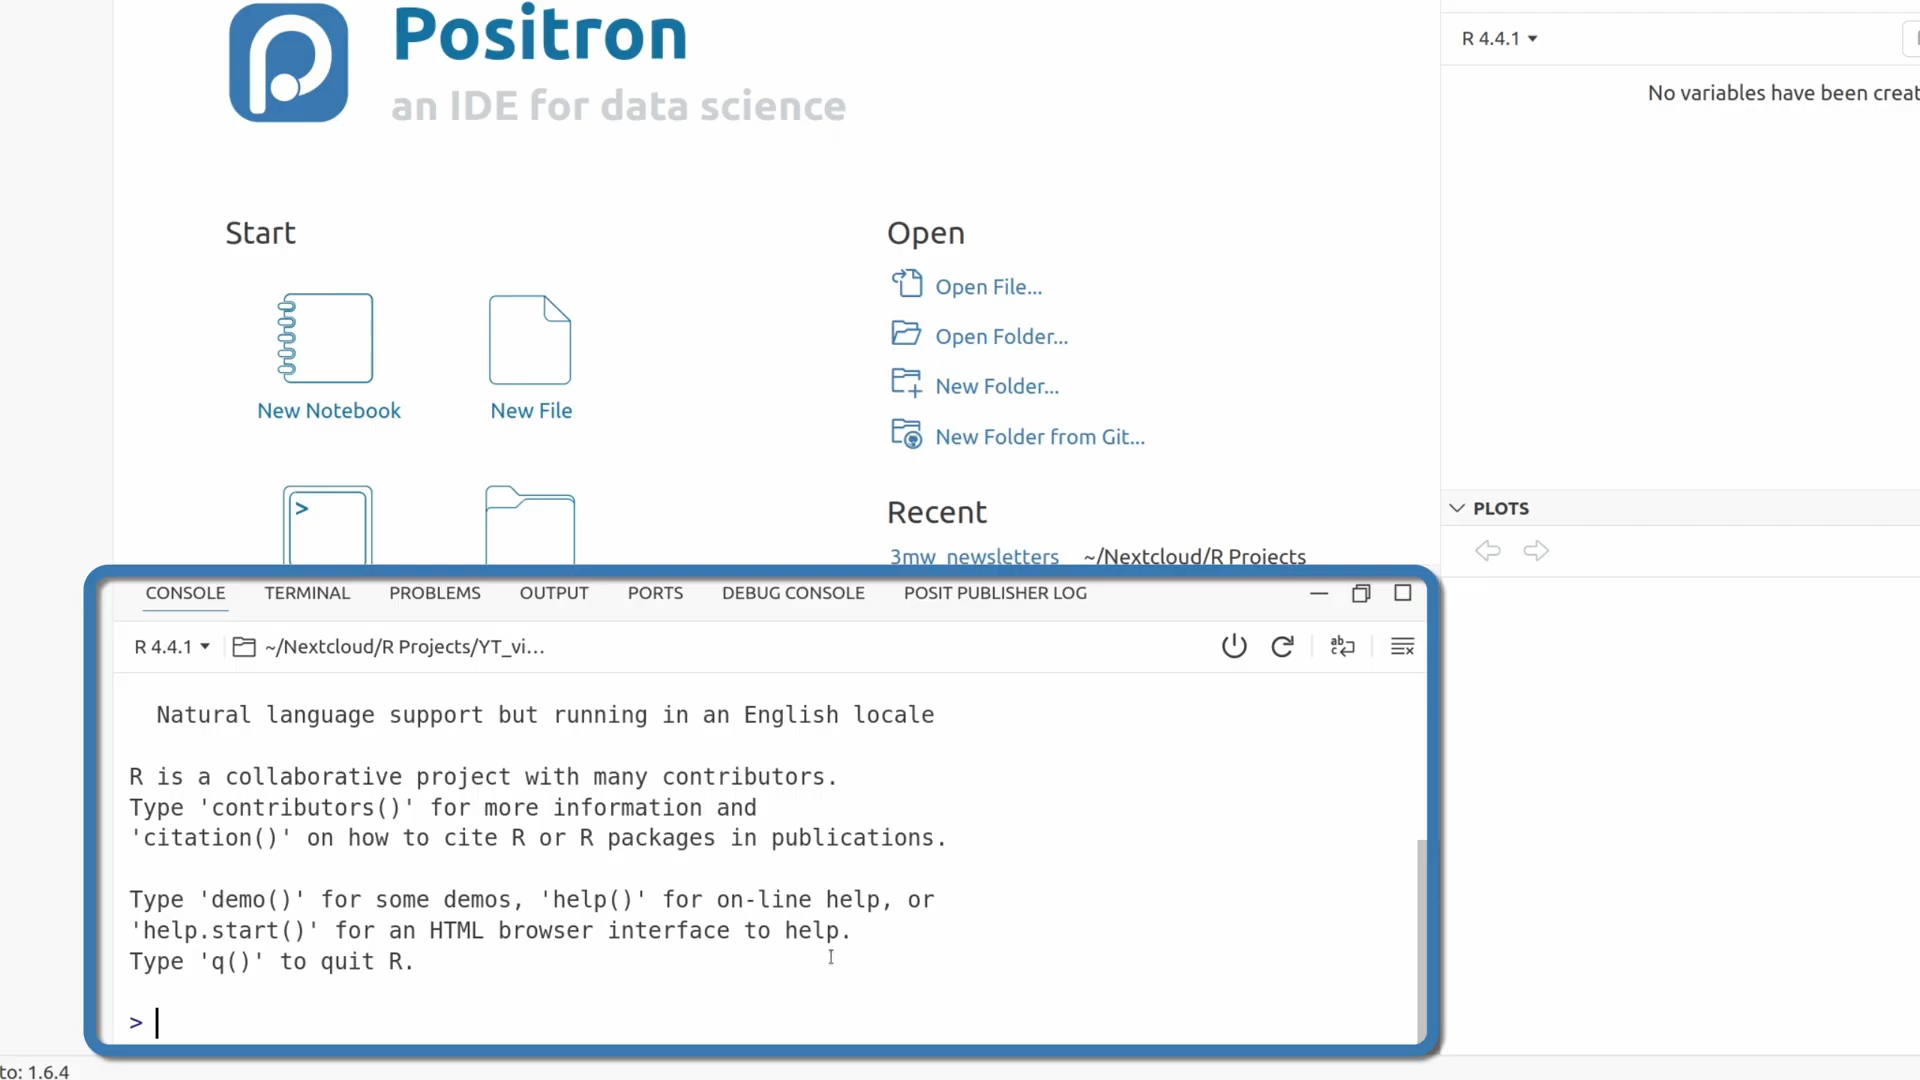 Positron
an IDE for data science
Start
New Notebook
New File
>
Open
Open File...
Open Folder...
New Folder...
New Folder from Git...
Recent
3mw_newsletters ~/Nextcloud/R Projects
R 4.4.1
No variables have been creat
PLOTS
CONSOLE TERMINAL PROBLEMS OUTPUT PORTS DEBUG CONSOLE POSIT PUBLISHER LOG
R 4.4.1 ~/Nextcloud/R Projects/YT_vi...
Natural language support but running in an English locale
R is a collaborative project with many contributors.
Type 'contributors()' for more information and
'citation()' on how to cite R or R packages in publications.
Type 'demo()' for some demos, 'help()' for on-line help, or
'help.start()' for an HTML browser interface to help.
Type 'q()' to quit R.
>
to: 1.6.4